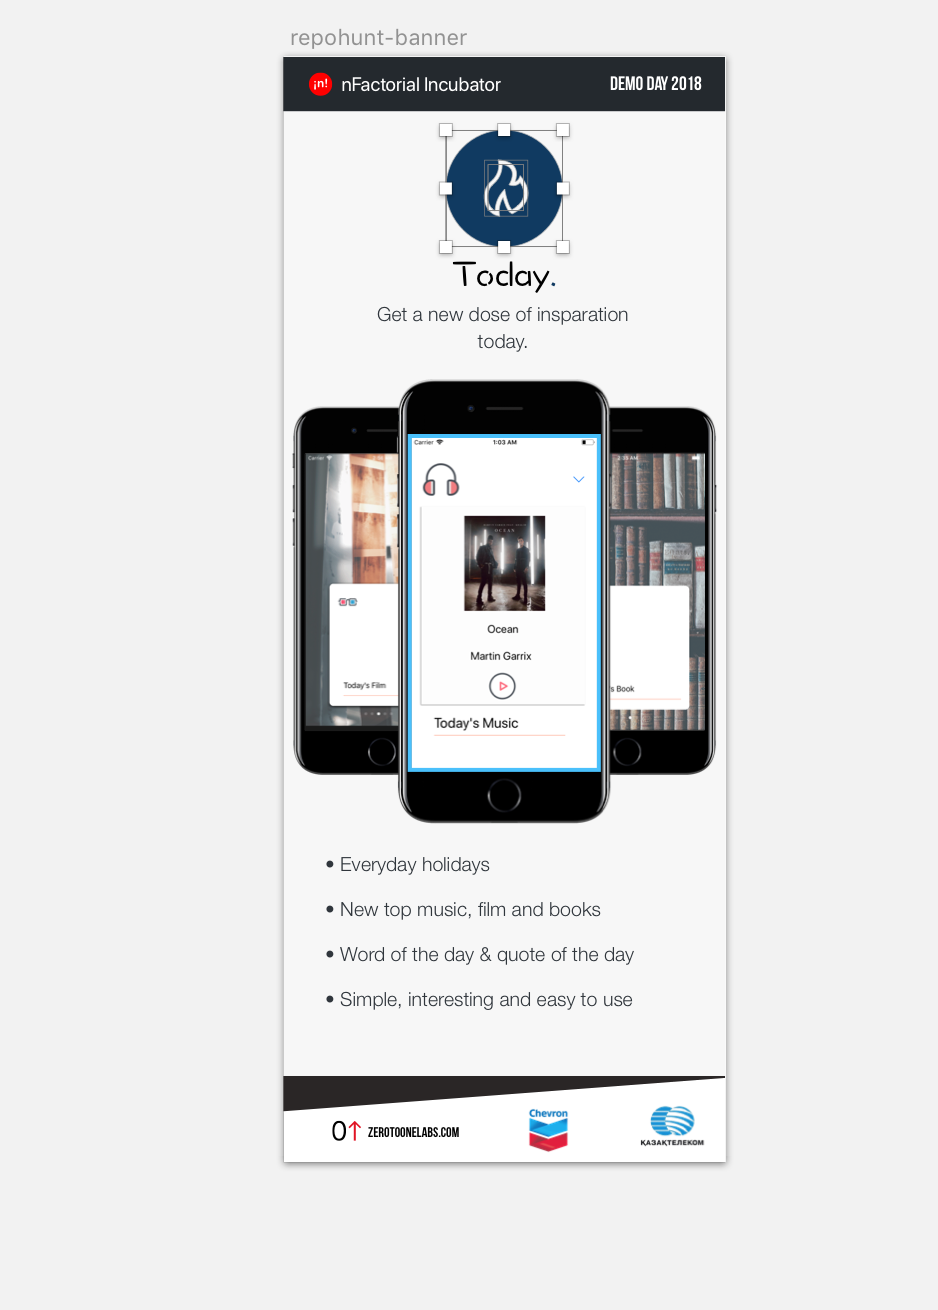 repohunt-banner
¡n! nFactorial Incubator DEMO DAY 2018
Today.
Get a new dose of insparation
today.
Carrier 1:03 AM
Carrier
2:33 AM
OCEAN
Ocean
Martin Garrix
Today's Film
's Book
Today's Music
• Everyday holidays
• New top music, film and books
• Word of the day & quote of the day
• Simple, interesting and easy to use
0↑ ZEROTOONELABS.COM
Chevron
ҚАЗАҚТЕЛЕКОМ